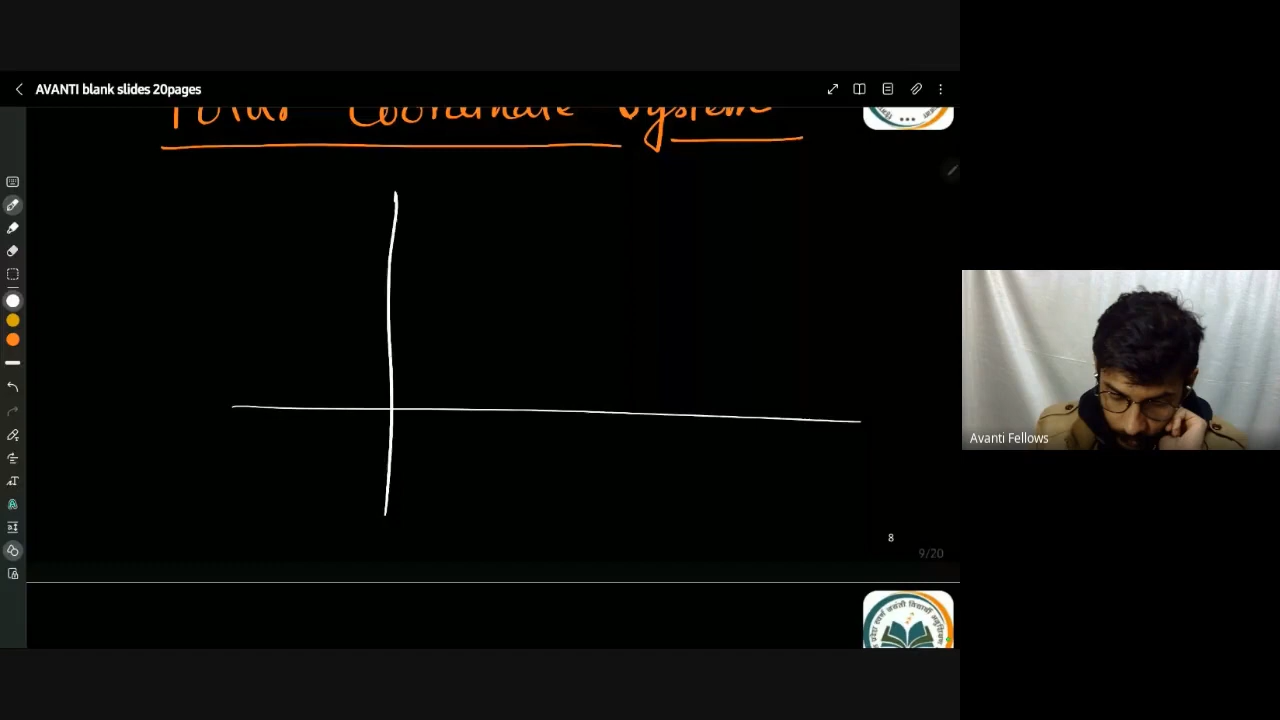 AVANTI blank slides 20pages
Polar Coordinate System
Avanti Fellows
8
9/20